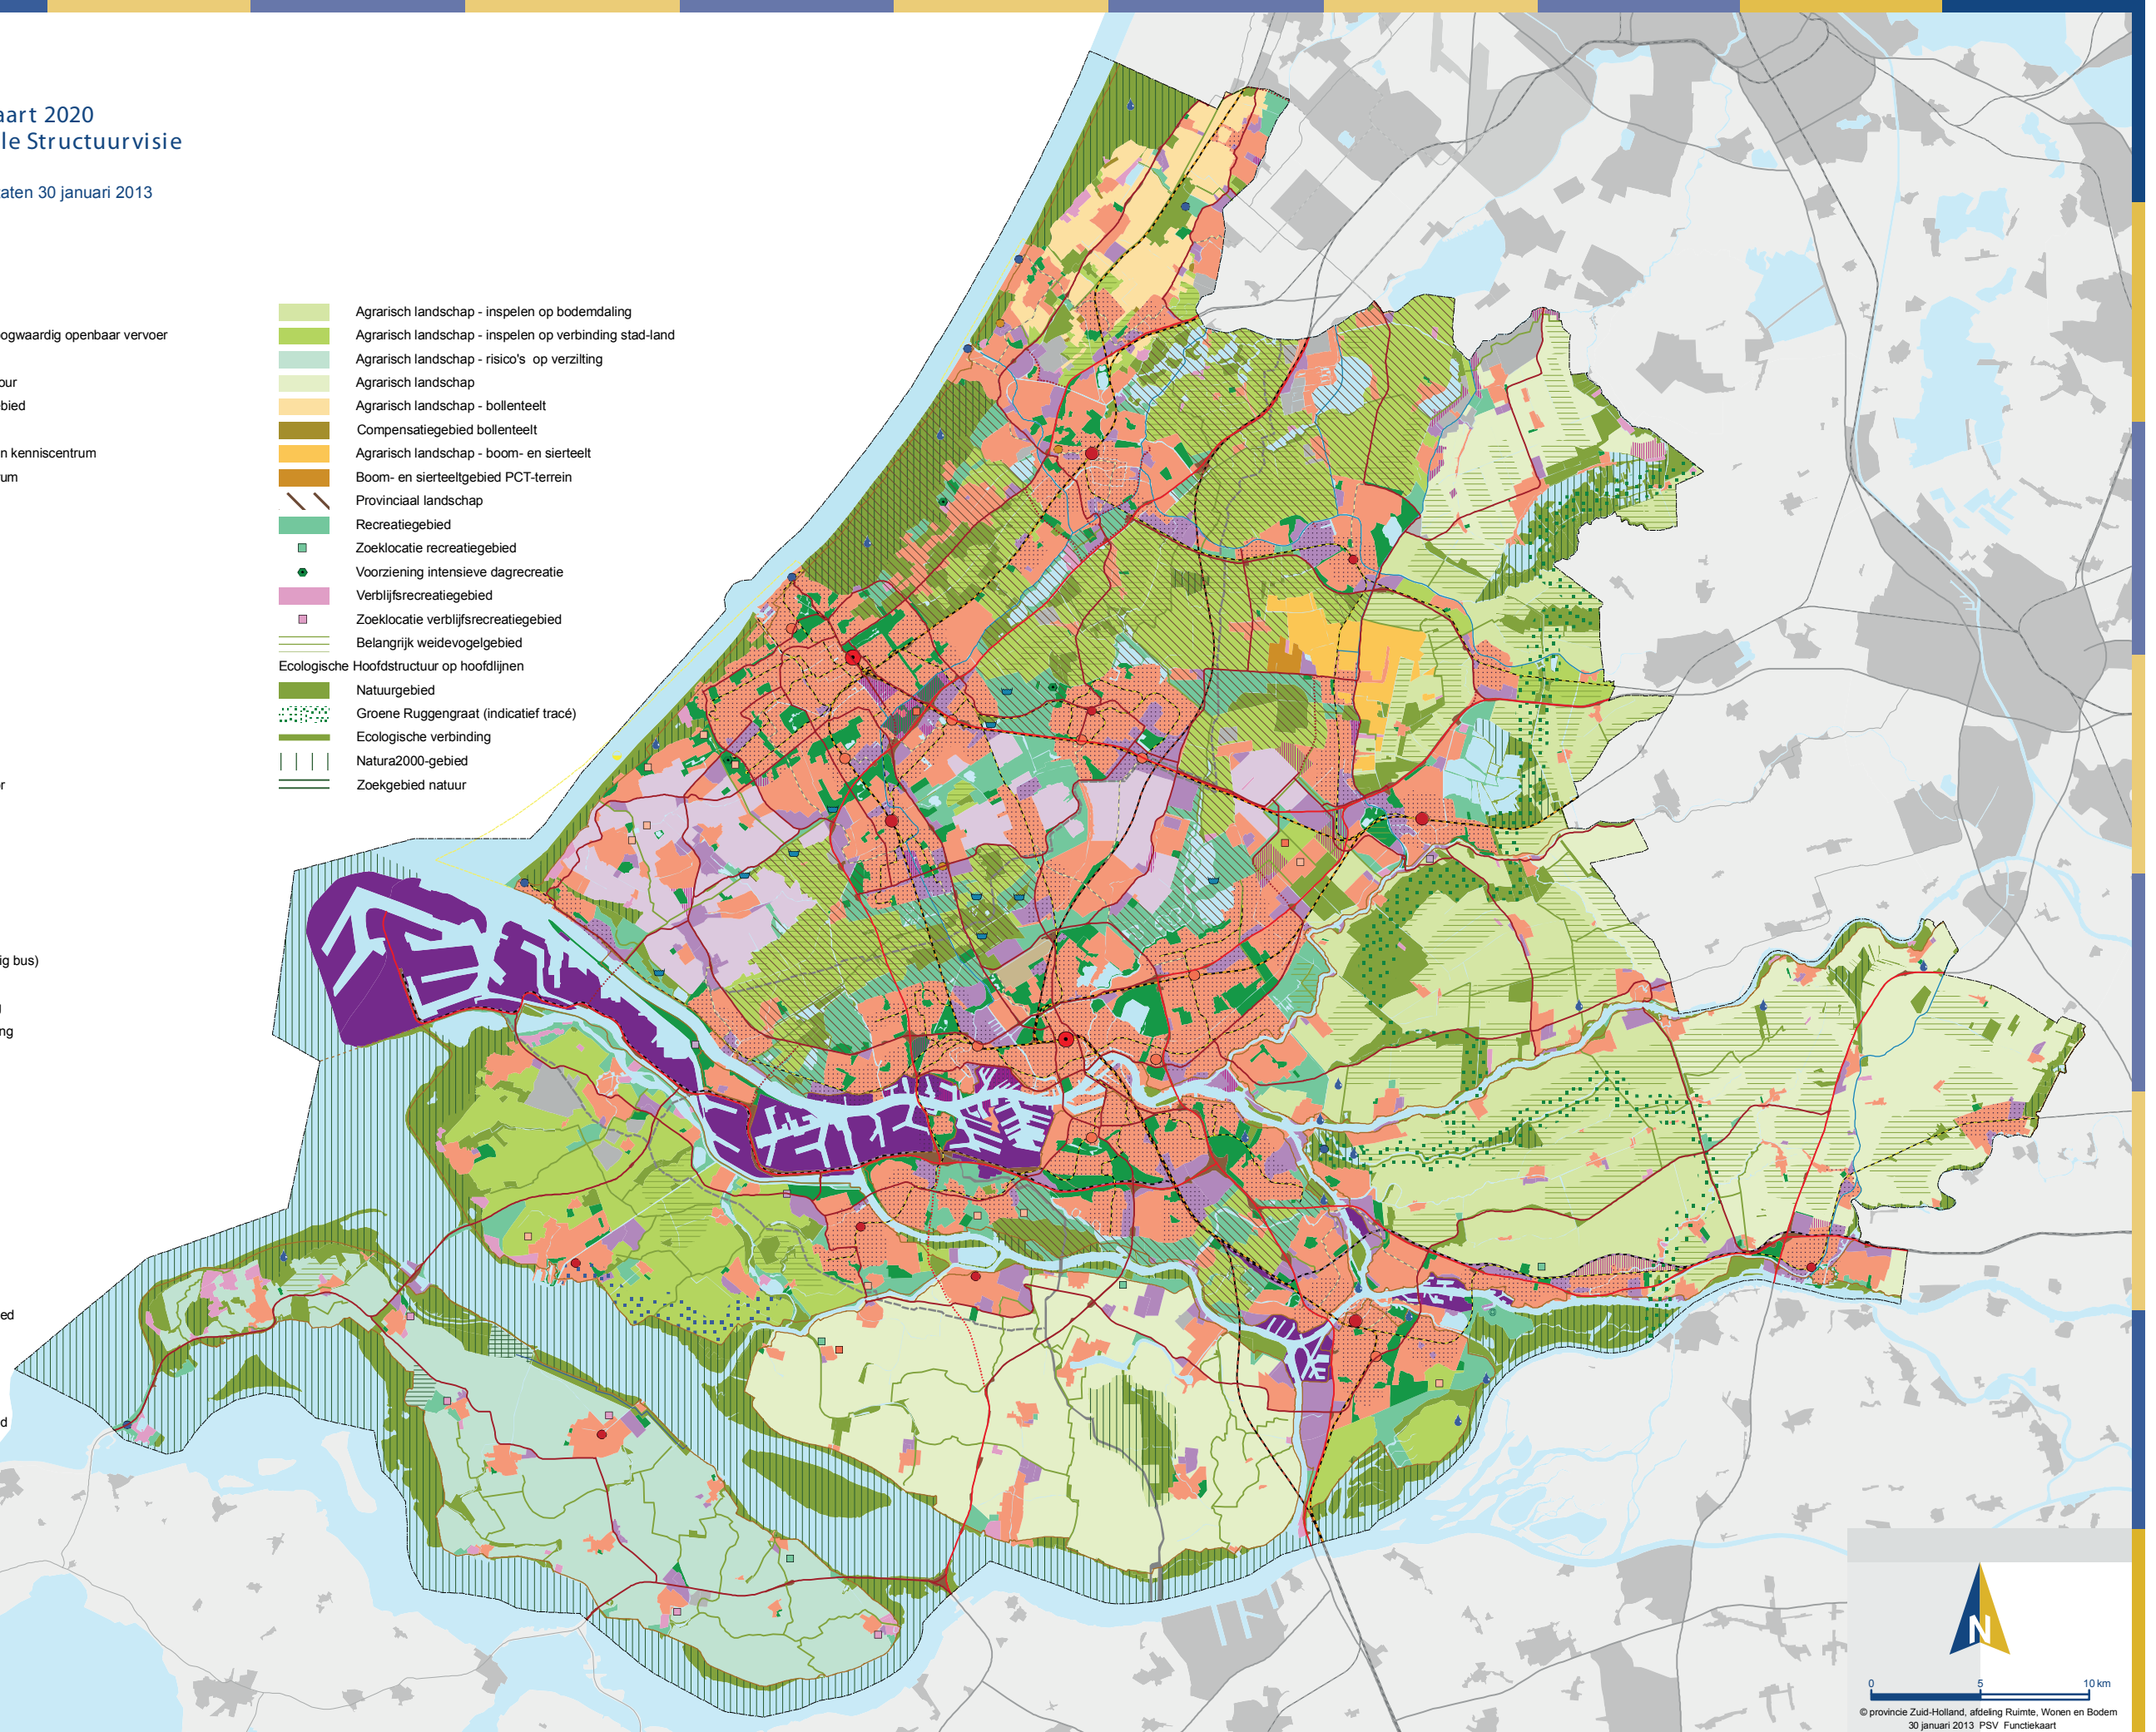 aart 2020
le Structuurvisie
aten 30 januari 2013
oogwaardig openbaar vervoer
our
bied
n kenniscentrum
um
r
ig bus)
g
ng
ed
d
Agrarisch landschap - inspelen op bodemdaling
Agrarisch landschap - inspelen op verbinding stad-land
Agrarisch landschap - risico's op verzilting
Agrarisch landschap
Agrarisch landschap - bollenteelt
Compensatiegebied bollenteelt
Agrarisch landschap - boom- en sierteelt
Boom- en sierteeltgebied PCT-terrein
Provinciaal landschap
Recreatiegebied
Zoeklocatie recreatiegebied
Voorziening intensieve dagrecreatie
Verblijfsrecreatiegebied
Zoeklocatie verblijfsrecreatiegebied
Belangrijk weidevogelgebied
Ecologische Hoofdstructuur op hoofdlijnen
Natuurgebied
Groene Ruggengraat (indicatief tracé)
Ecologische verbinding
Natura2000-gebied
Zoekgebied natuur
N
0 5 10 km
© provincie Zuid-Holland, afdeling Ruimte, Wonen en Bodem
30 januari 2013 PSV Functiekaart